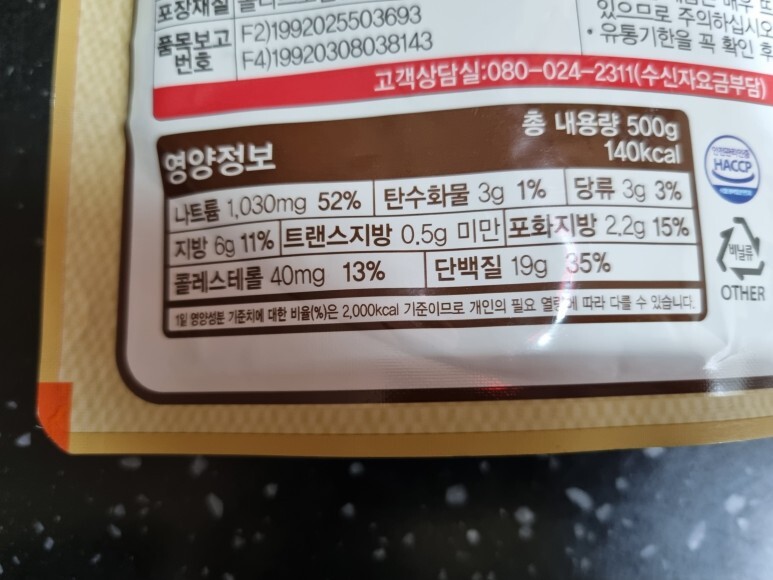 포장재질
품목보고
번호
F2)1992025503693
F4)19920308038143
있으므로 주의하십시오
* 유통기한을 꼭 확인 후
고객상담실:080-024-2311(수신자요금부담)
영양정보
총 내용량 500g
140kcal
나트륨 1,030mg 52% 탄수화물 3g 1% 당류 3g 3%
지방 6g 11% 트랜스지방 0.5g 미만 포화지방 2.2g 15%
콜레스테롤 40mg 13% 단백질 19g 35%
1일 영양성분 기준치에 대한 비율(%)은 2,000kcal 기준이므로 개인의 필요 열량에 따라 다를 수 있습니다.
HACCP
비닐류
OTHER